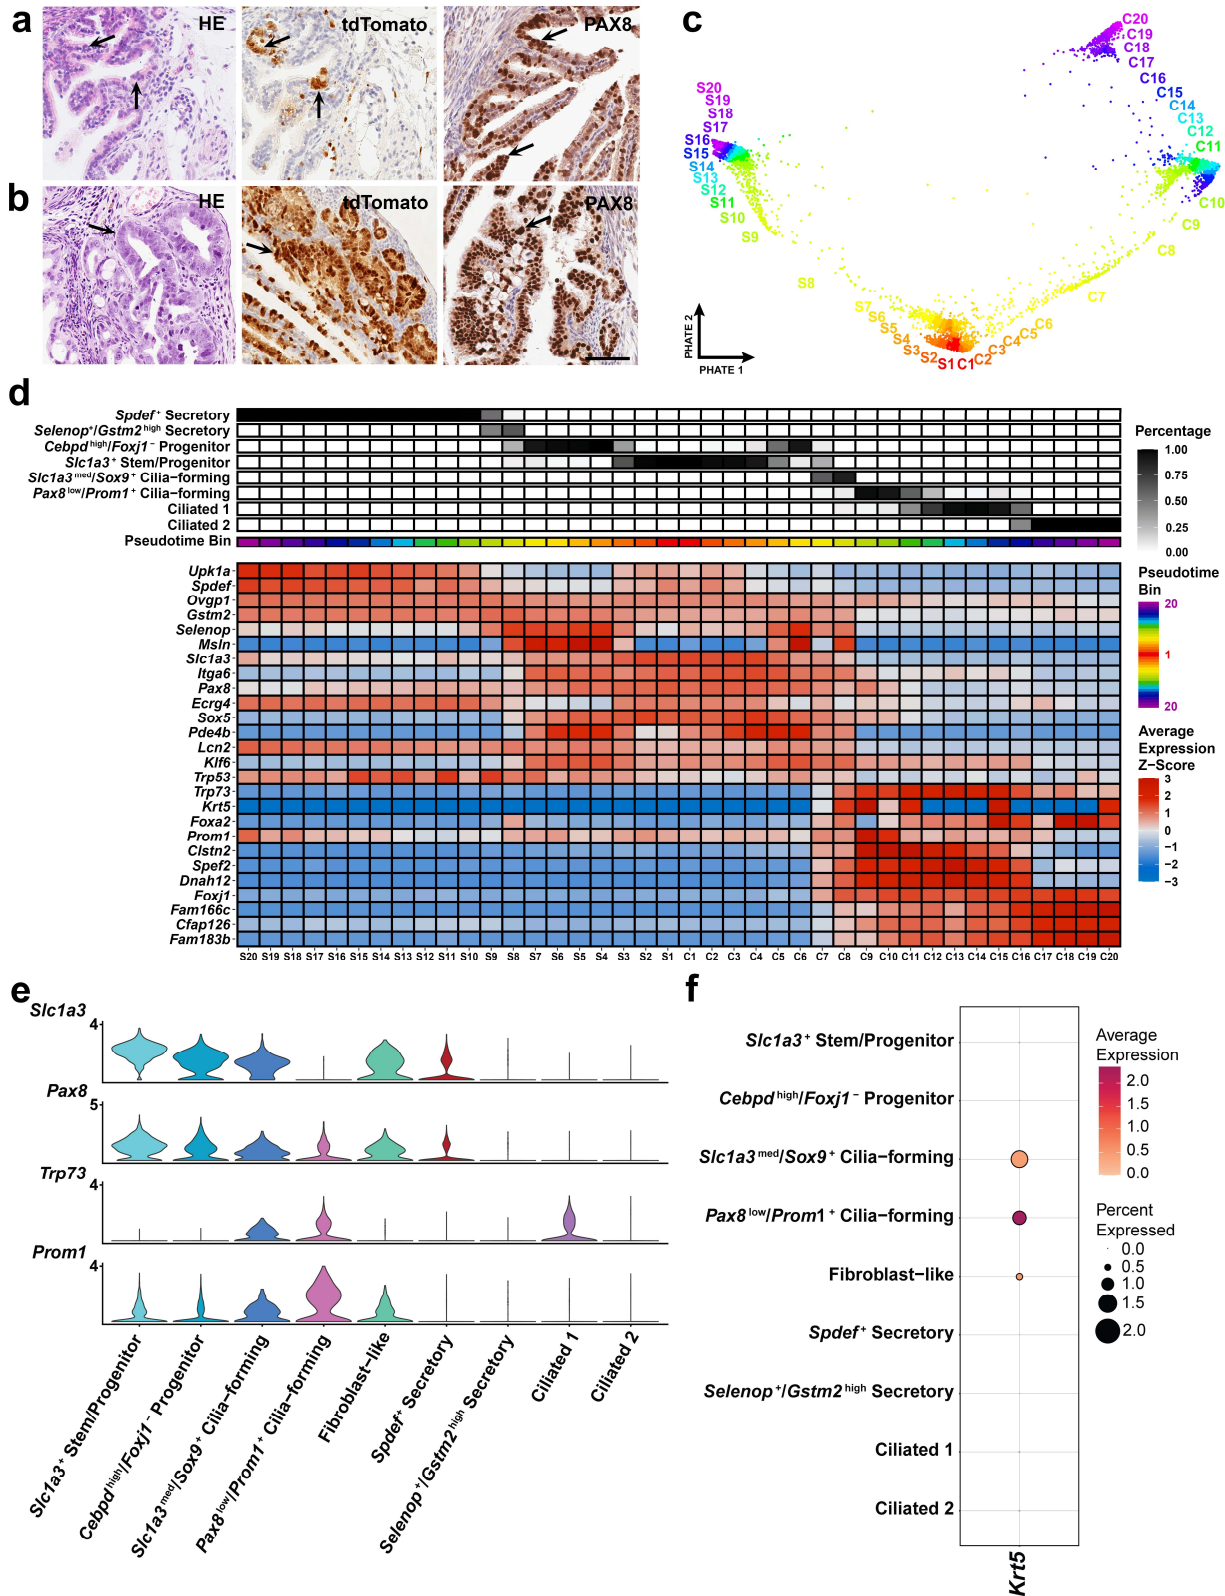 a
HE
tdTomato
PAX8
b
HE
tdTomato
PAX8
c
C20
C19
C18
C17
C16
C15
C14
C13
C12
C11
C10
C9
C8
C7
C6
C5
C4
C3
C2
C1
S1
S2
S3
S4
S5
S6
S7
S8
S9
S10
S11
S12
S13
S14
S15
S16
S17
S18
S19
S20
PHATE 2
PHATE 1
d
Spdef⁺ Secretory
Selenop⁺/Gstm2ʰⁱᵍʰ Secretory
Cebpdʰⁱᵍʰ/Foxj1⁻ Progenitor
Slc1a3⁺ Stem/Progenitor
Slc1a3ᵐᵉᵈ/Sox9⁺ Cilia−forming
Pax8ˡᵒʷ/Prom1⁺ Cilia−forming
Ciliated 1
Ciliated 2
Pseudotime Bin
Percentage
1.00
0.75
0.50
0.25
0.00
Upk1a
Spdef
Ovgp1
Gstm2
Selenop
Msln
Slc1a3
Itga6
Pax8
Ecrg4
Sox5
Pde4b
Lcn2
Klf6
Trp53
Trp73
Krt5
Foxa2
Prom1
Clstn2
Spef2
Dnah12
Foxj1
Fam166c
Cfap126
Fam183b
S20 S19 S18 S17 S16 S15 S14 S13 S12 S11 S10 S9 S8 S7 S6 S5 S4 S3 S2 S1 C1 C2 C3 C4 C5 C6 C7 C8 C9 C10 C11 C12 C13 C14 C15 C16 C17 C18 C19 C20
Pseudotime
Bin
20
1
20
Average
Expression
Z−Score
3
2
1
0
−1
−2
−3
e
Slc1a3
4
Pax8
5
Trp73
4
Prom1
4
Slc1a3⁺ Stem/Progenitor
Cebpdʰⁱᵍʰ/Foxj1⁻ Progenitor
Slc1a3ᵐᵉᵈ/Sox9⁺ Cilia−forming
Pax8ˡᵒʷ/Prom1⁺ Cilia−forming
Fibroblast−like
Spdef⁺ Secretory
Selenop⁺/Gstm2ʰⁱᵍʰ Secretory
Ciliated 1
Ciliated 2
f
Slc1a3⁺ Stem/Progenitor
Cebpdʰⁱᵍʰ/Foxj1⁻ Progenitor
Slc1a3ᵐᵉᵈ/Sox9⁺ Cilia−forming
Pax8ˡᵒʷ/Prom1⁺ Cilia−forming
Fibroblast−like
Spdef⁺ Secretory
Selenop⁺/Gstm2ʰⁱᵍʰ Secretory
Ciliated 1
Ciliated 2
Krt5
Average
Expression
2.0
1.5
1.0
0.5
0.0
Percent
Expressed
0.0
0.5
1.0
1.5
2.0